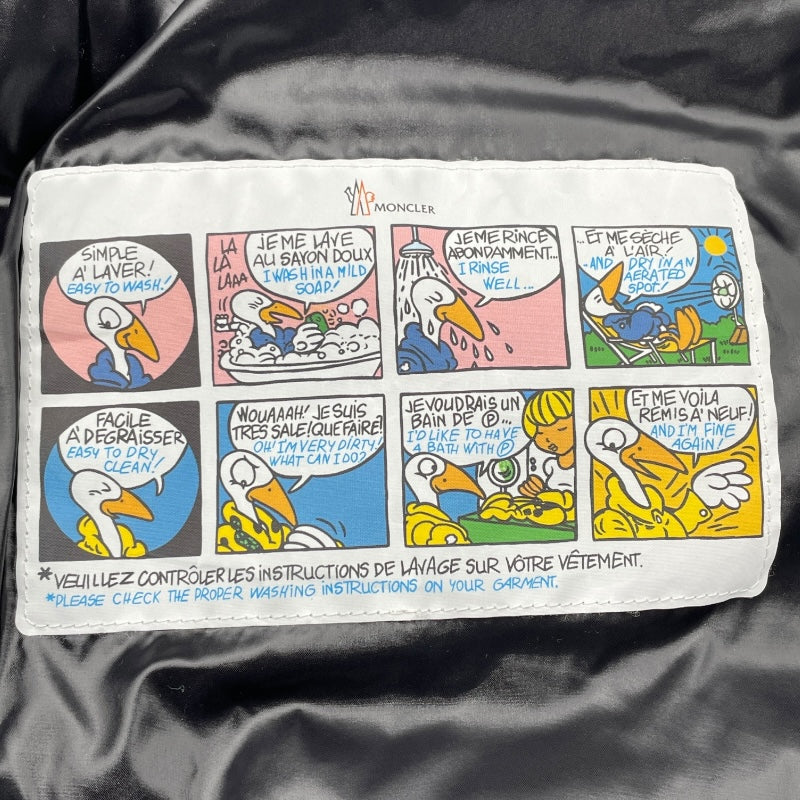 MONCLER
SIMPLE
A' LAVER!
EASY TO WASH!
LA
LA
LAAA
JE ME LAVE
AU SAVON DOUX
I WASH IN A MILD
SOAP!
JE ME RINCE
ABONDAMMENT...
I RINSE
WELL...
...ET ME SÈCHE
A' L'AIR!
..AND DRY IN AN
AERATED
SPOT!
FACILE
A' DEGRAISSER
EASY TO DRY
CLEAN!
WOUAAAH! JE SUIS
TRES SALE! QUE FAIRE?
OH! I'M VERY DIRTY!
WHAT CAN I DO?
JE VOUDRAIS UN
BAIN DE Ⓟ...
I'D LIKE TO HAVE
A BATH WITH Ⓟ
ET ME VOILA
REMIS A' NEUF!
AND I'M FINE
AGAIN!
*VEUILLEZ CONTRÔLER LES INSTRUCTIONS DE LAVAGE SUR VÔTRE VÊTEMENT.
*PLEASE CHECK THE PROPER WASHING INSTRUCTIONS ON YOUR GARMENT.